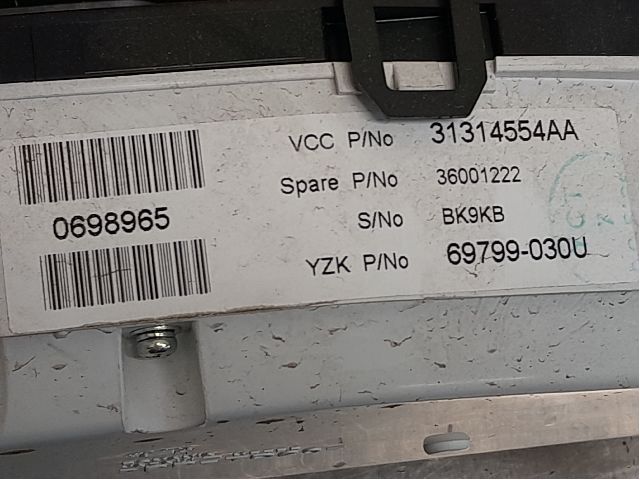 VCC P/No 31314554AA
Spare P/No 36001222
0698965
S/No BK9KB
YZK P/No 69799-030U